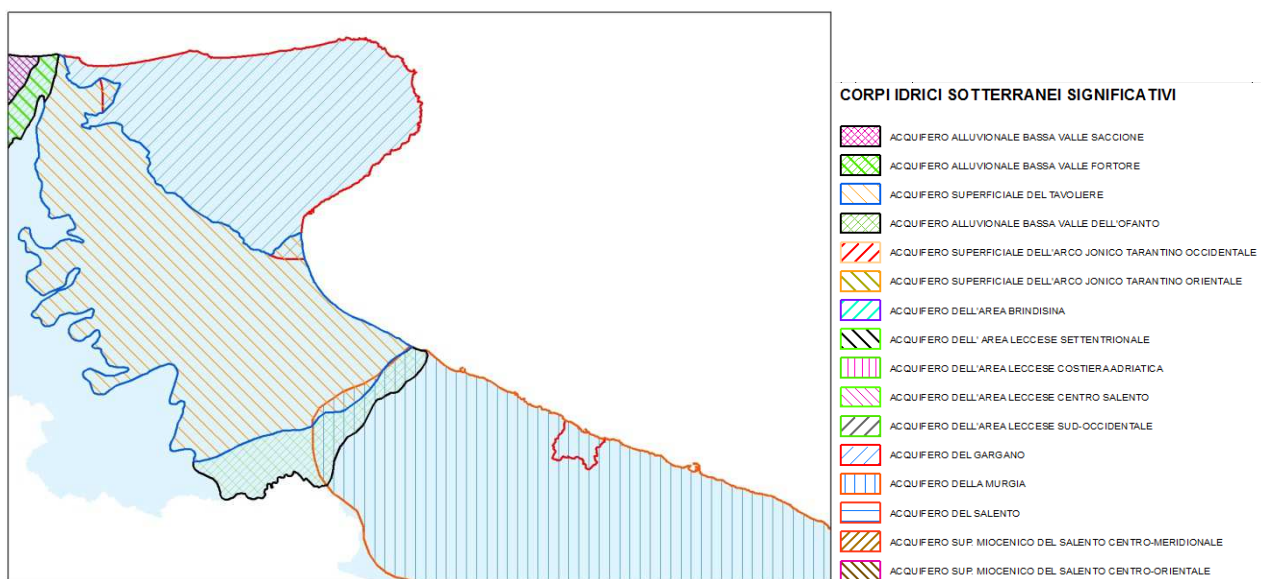 CORPI IDRICI SOTTERRANEI SIGNIFICATIVI
ACQUIFERO ALLUVIONALE BASSA VALLE SACCIONE
ACQUIFERO ALLUVIONALE BASSA VALLE FORTORE
ACQUIFERO SUPERFICIALE DEL TAVOLIERE
ACQUIFERO ALLUVIONALE BASSA VALLE DELL'OFANTO
ACQUIFERO SUPERFICIALE DELL'ARCO JONICO TARANTINO OCCIDENTALE
ACQUIFERO SUPERFICIALE DELL'ARCO JONICO TARANTINO ORIENTALE
ACQUIFERO DELL'AREA BRINDISINA
ACQUIFERO DELL' AREA LECCESE SETTENTRIONALE
ACQUIFERO DELL'AREA LECCESE COSTIERA ADRIATICA
ACQUIFERO DELL'AREA LECCESE CENTRO SALENTO
ACQUIFERO DELL'AREA LECCESE SUD-OCCIDENTALE
ACQUIFERO DEL GARGANO
ACQUIFERO DELLA MURGIA
ACQUIFERO DEL SALENTO
ACQUIFERO SUP. MIOCENICO DEL SALENTO CENTRO-MERIDIONALE
ACQUIFERO SUP. MIOCENICO DEL SALENTO CENTRO-ORIENTALE